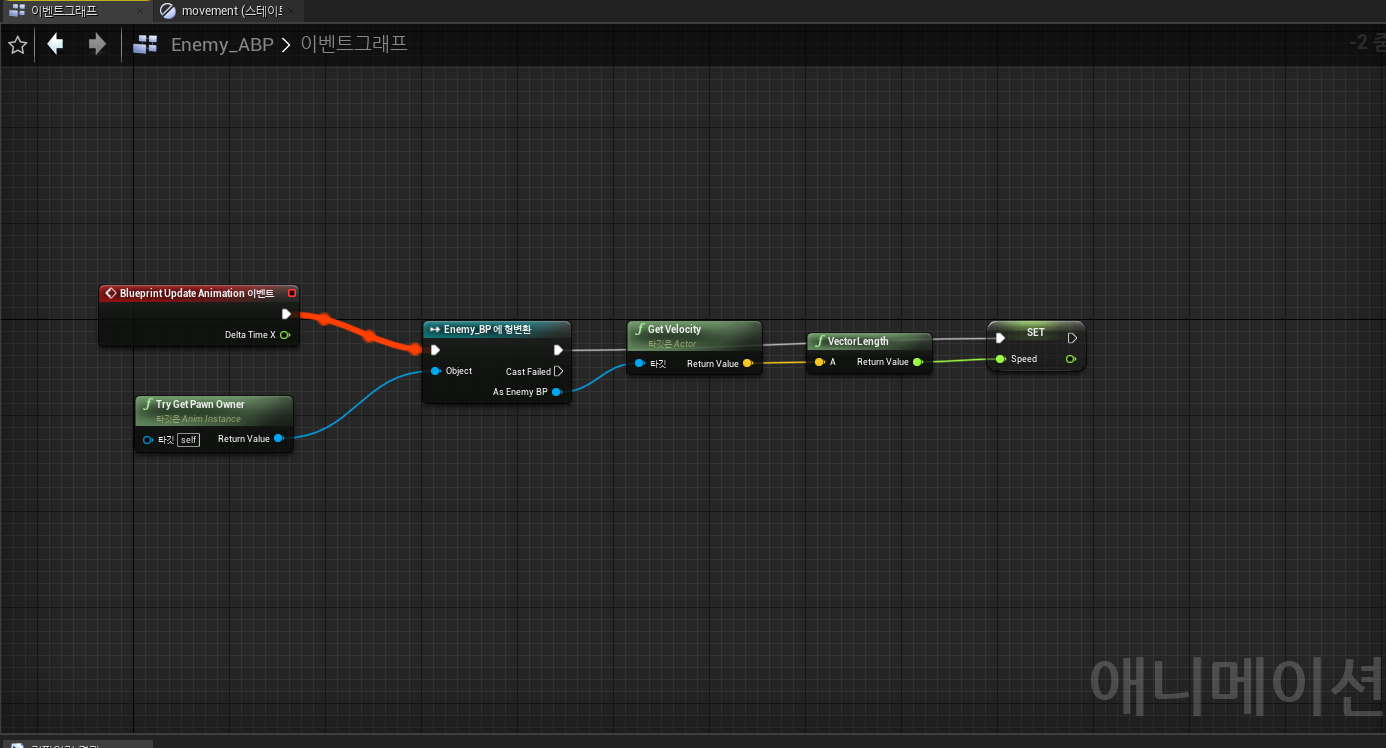 이벤트그래프
movement (스테이트
Enemy_ABP > 이벤트그래프
-2 줌
Blueprint Update Animation 이벤트
Delta Time X
Try Get Pawn Owner
타깃은 Anim Instance
타깃 self Return Value
Enemy_BP 에 형변환
Object Cast Failed
As Enemy BP
Get Velocity
타깃은 Actor
타깃 Return Value
VectorLength
A Return Value
SET
Speed
애니메이션